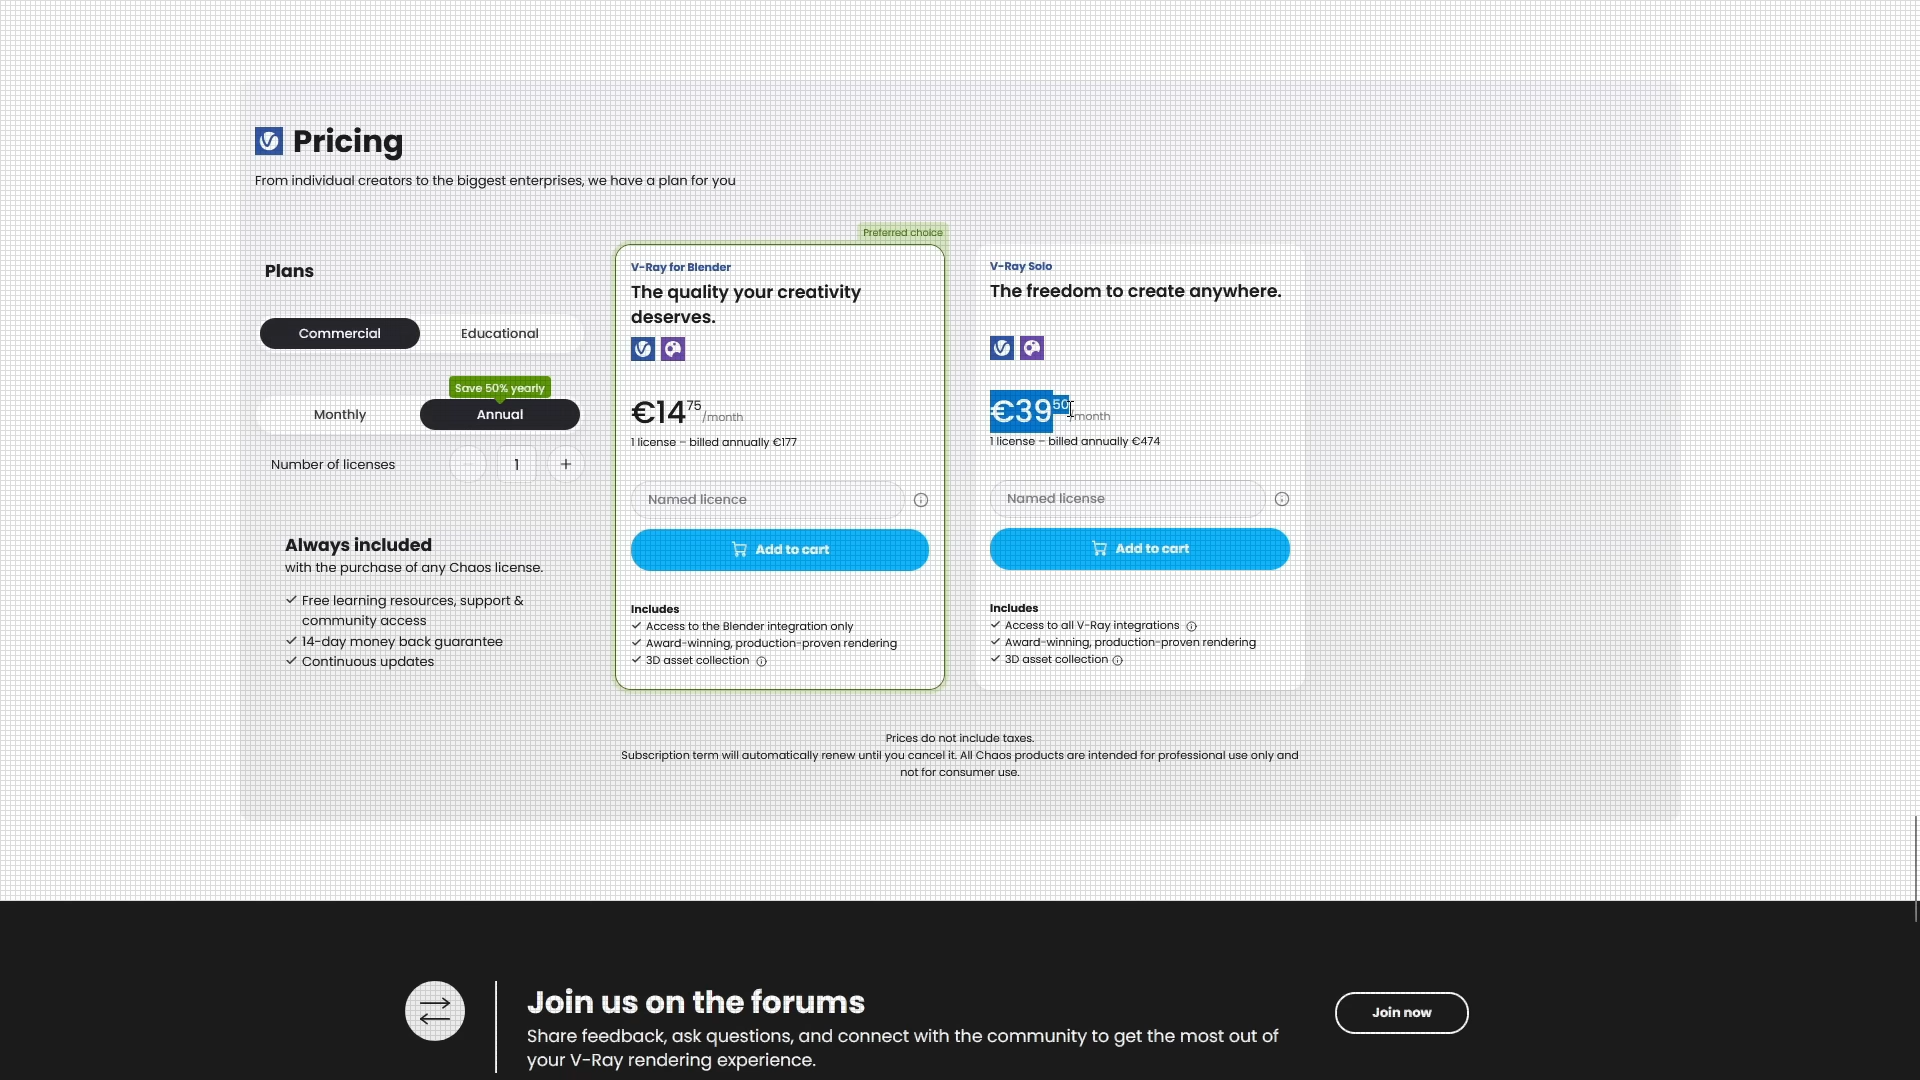 Pricing
From individual creators to the biggest enterprises, we have a plan for you
Plans
Commercial
Educational
Save 50% yearly
Monthly
Annual
Number of licenses
1
+
Always included
with the purchase of any Chaos license.
Free learning resources, support &
community access
14-day money back guarantee
Continuous updates
Preferred choice
V-Ray for Blender
The quality your creativity
deserves.
€14 75 /month
1 license – billed annually €177
Named licence
Add to cart
Includes
Access to the Blender integration only
Award-winning, production-proven rendering
3D asset collection
V-Ray Solo
The freedom to create anywhere.
€39 50 /month
1 license – billed annually €474
Named license
Add to cart
Includes
Access to all V-Ray integrations
Award-winning, production-proven rendering
3D asset collection
Prices do not include taxes.
Subscription term will automatically renew until you cancel it. All Chaos products are intended for professional use only and
not for consumer use.
Join us on the forums
Share feedback, ask questions, and connect with the community to get the most out of
your V-Ray rendering experience.
Join now